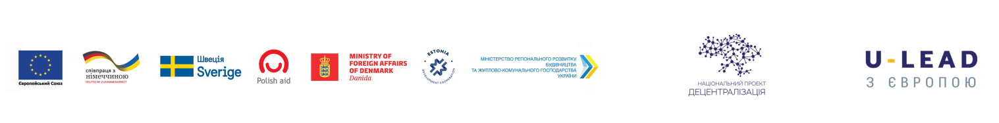 Європейський Союз
співпраця з
німеччиною
DEUTSCHE ZUSAMMENARBEIT
Швеція
Sverige
Polish aid
MINISTRY OF
FOREIGN AFFAIRS
OF DENMARK
Danida
ESTONIA
DEVELOPMENT COOPERATION
МІНІСТЕРСТВО РЕГІОНАЛЬНОГО РОЗВИТКУ
БУДІВНИЦТВА
ТА ЖИТЛОВО-КОМУНАЛЬНОГО ГОСПОДАРСТВА
УКРАЇНИ
НАЦІОНАЛЬНИЙ ПРОЕКТ
ДЕЦЕНТРАЛІЗАЦІЯ
U-LEAD
З ЄВРОПОЮ